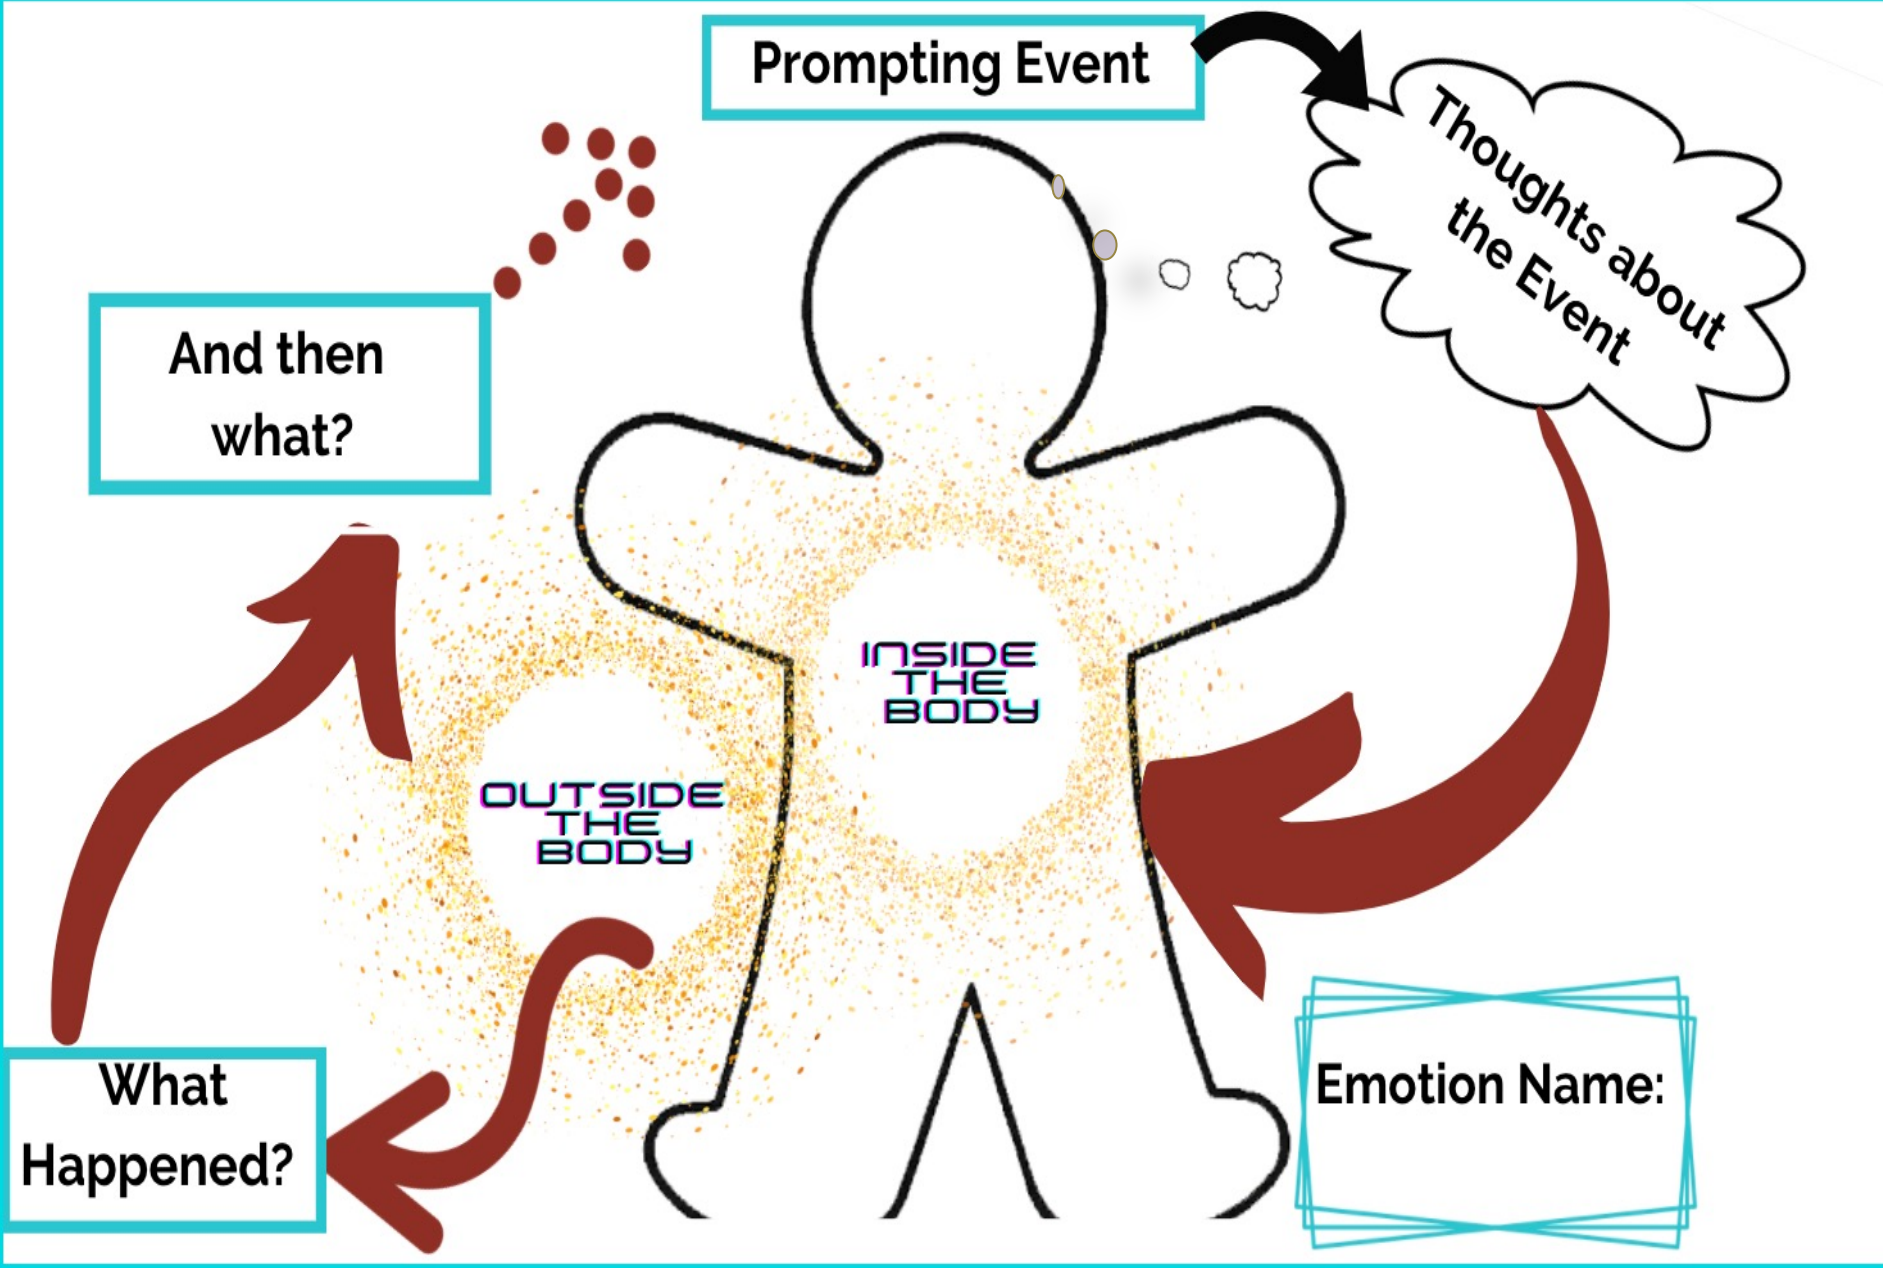 Prompting Event
Thoughts about
the Event
And then
what?
INSIDE
THE
BODY
OUTSIDE
THE
BODY
What
Happened?
Emotion Name: